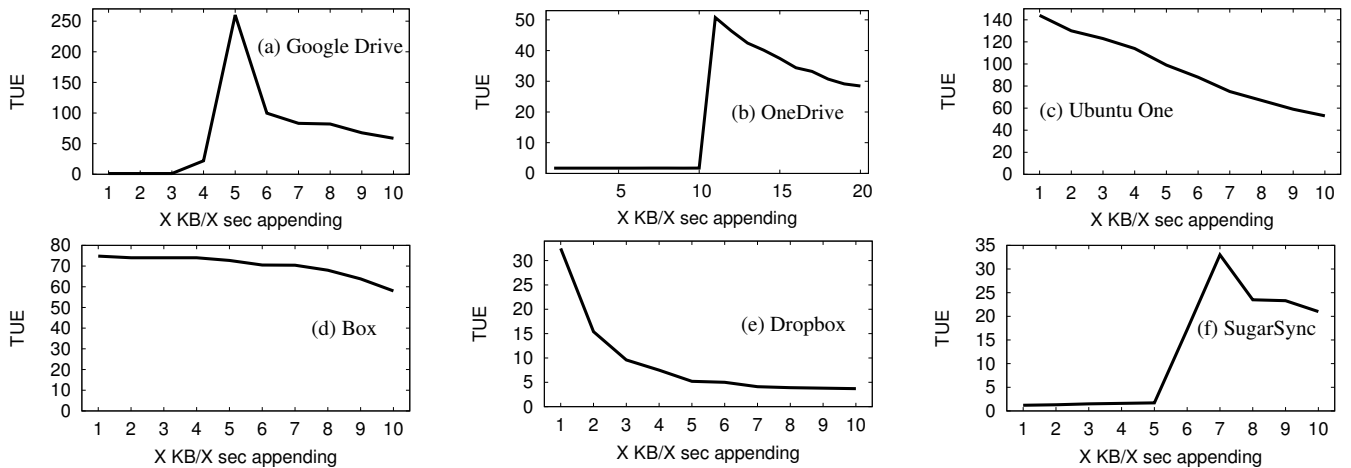 250
200
150
100
50
0
TUE
(a) Google Drive
1 2 3 4 5 6 7 8 9 10
X KB/X sec appending
50
40
30
20
10
0
TUE
(b) OneDrive
5 10 15 20
X KB/X sec appending
140
120
100
80
60
40
20
0
TUE
(c) Ubuntu One
1 2 3 4 5 6 7 8 9 10
X KB/X sec appending
80
70
60
50
40
30
20
10
0
TUE
(d) Box
1 2 3 4 5 6 7 8 9 10
X KB/X sec appending
30
25
20
15
10
5
0
TUE
(e) Dropbox
1 2 3 4 5 6 7 8 9 10
X KB/X sec appending
35
30
25
20
15
10
5
0
TUE
(f) SugarSync
1 2 3 4 5 6 7 8 9 10
X KB/X sec appending